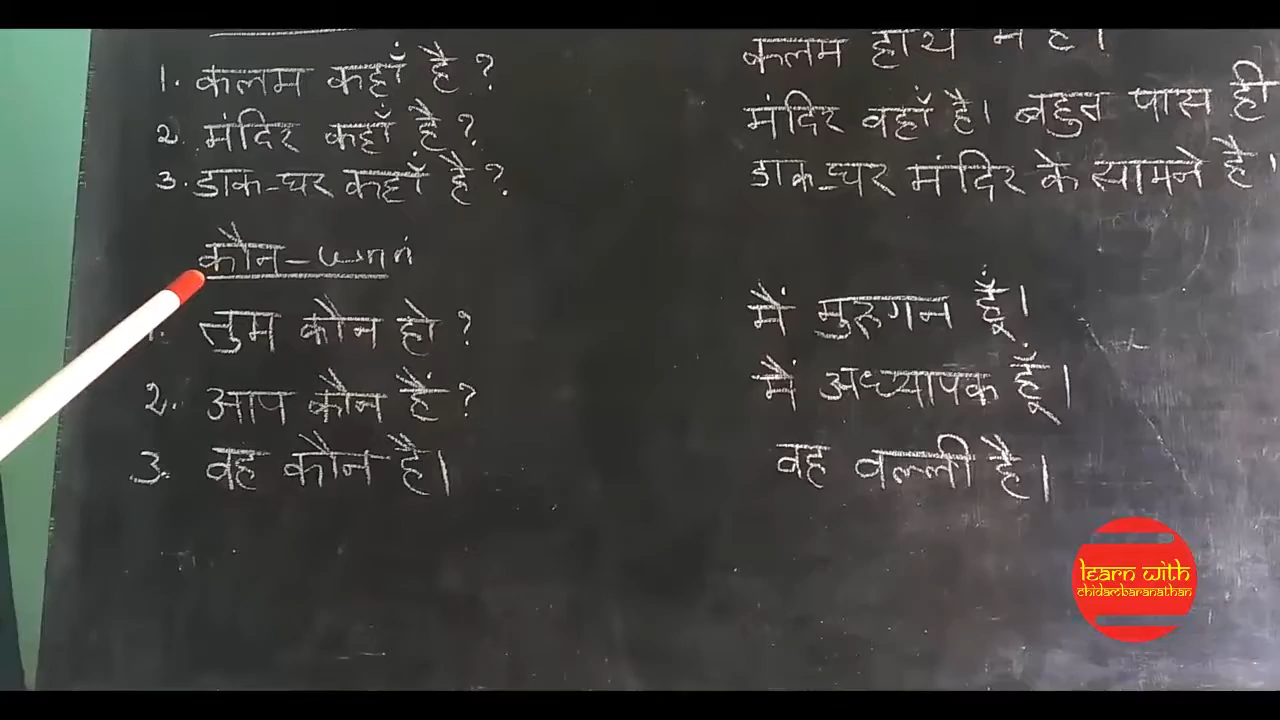 1. कलम कहाँ है ? कलम हाथ में है।
2. मंदिर कहाँ है ? मंदिर वहाँ है। बहुत पास ही
3. डाक-घर कहाँ है ? डाक-घर मंदिर के सामने है।
कौन – யார்
1. तुम कौन हो ? मैं मुरुगन हूँ।
2. आप कौन हैं ? मैं अध्यापक हूँ।
3. वह कौन है। वह वल्ली है।
Learn with
chidambaranathan